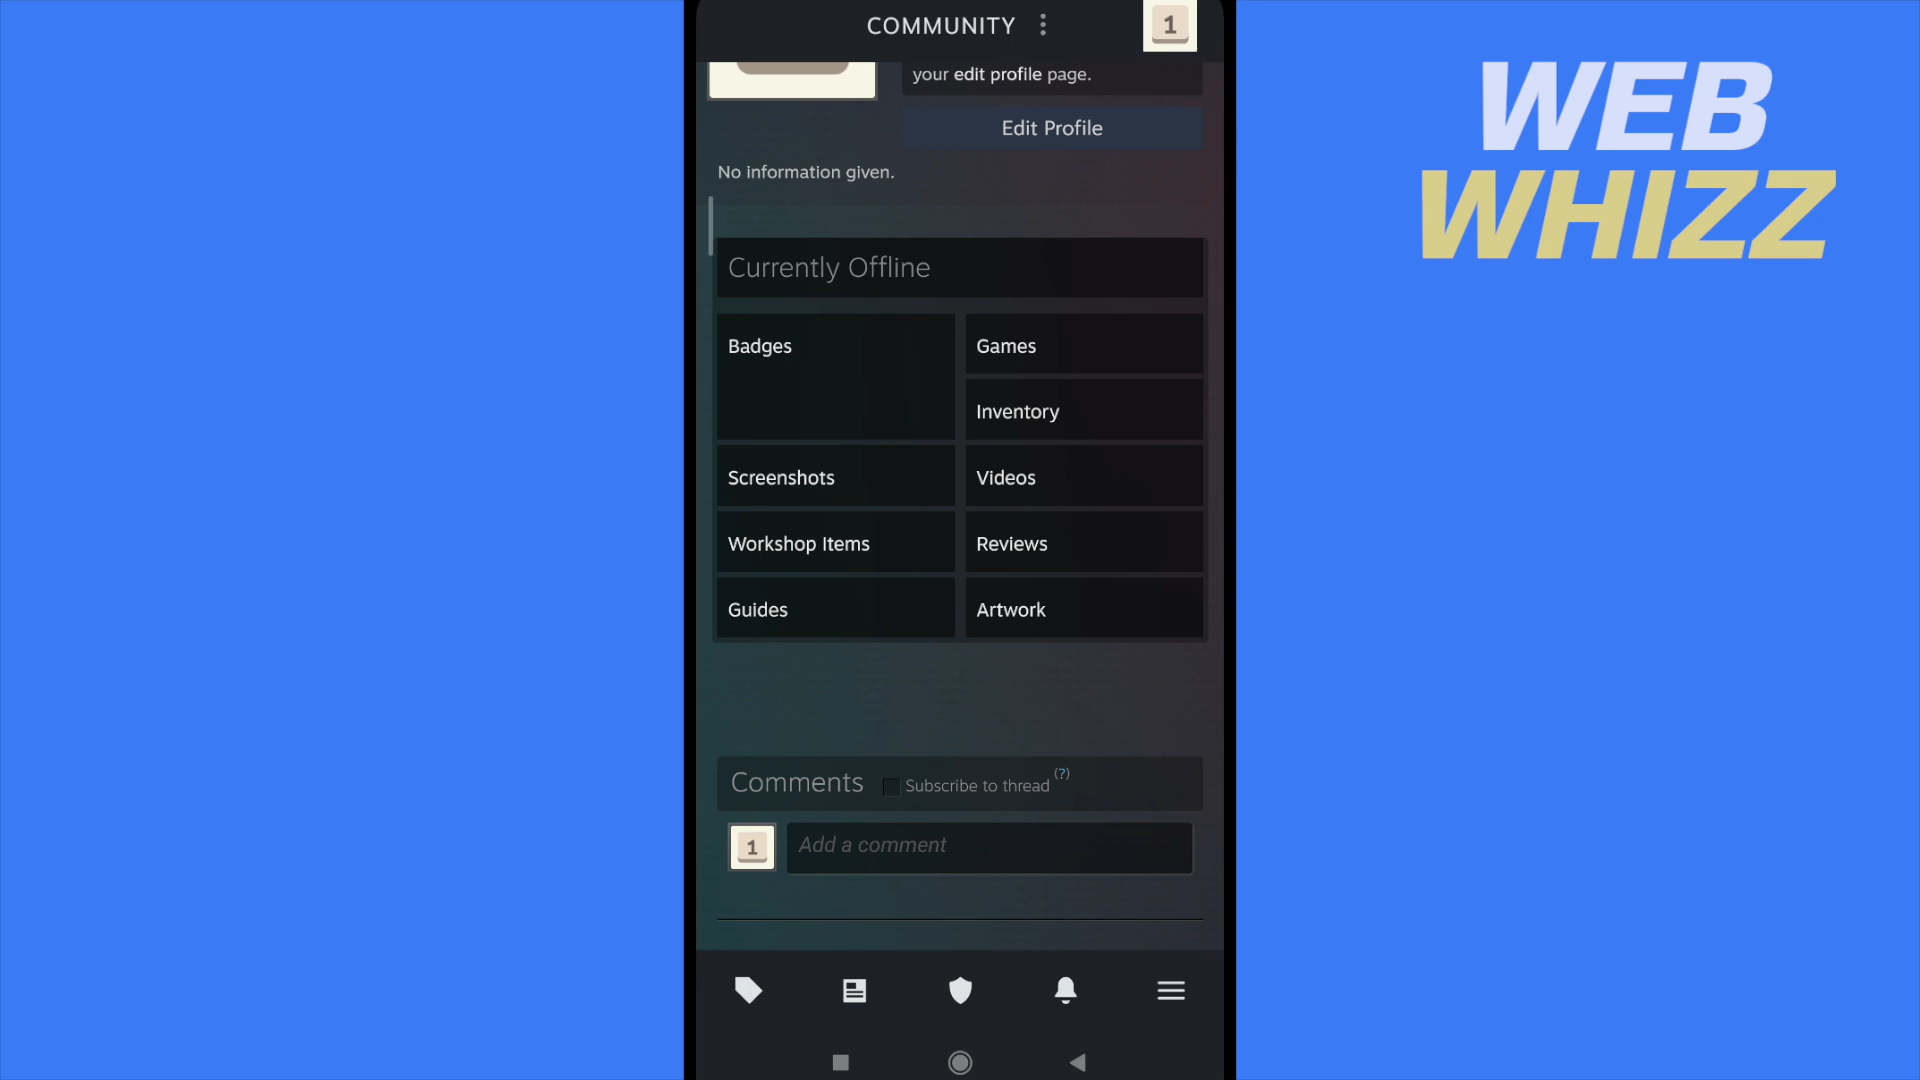 COMMUNITY
1
WEB
WHIZZ
your edit profile page.
Edit Profile
No information given.
Currently Offline
Badges
Games
Inventory
Screenshots
Videos
Workshop Items
Reviews
Guides
Artwork
Comments
Subscribe to thread (?)
1
Add a comment